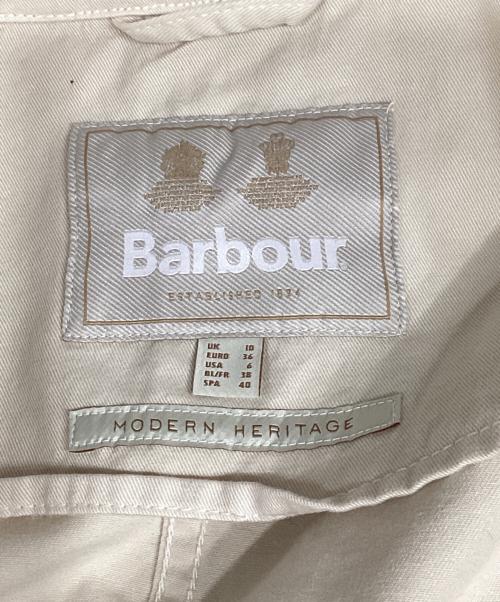 Barbour
ESTABLISHED 1894
UK 10
EURO 36
USA 6
BL/FR 38
SPA 40
MODERN HERITAGE